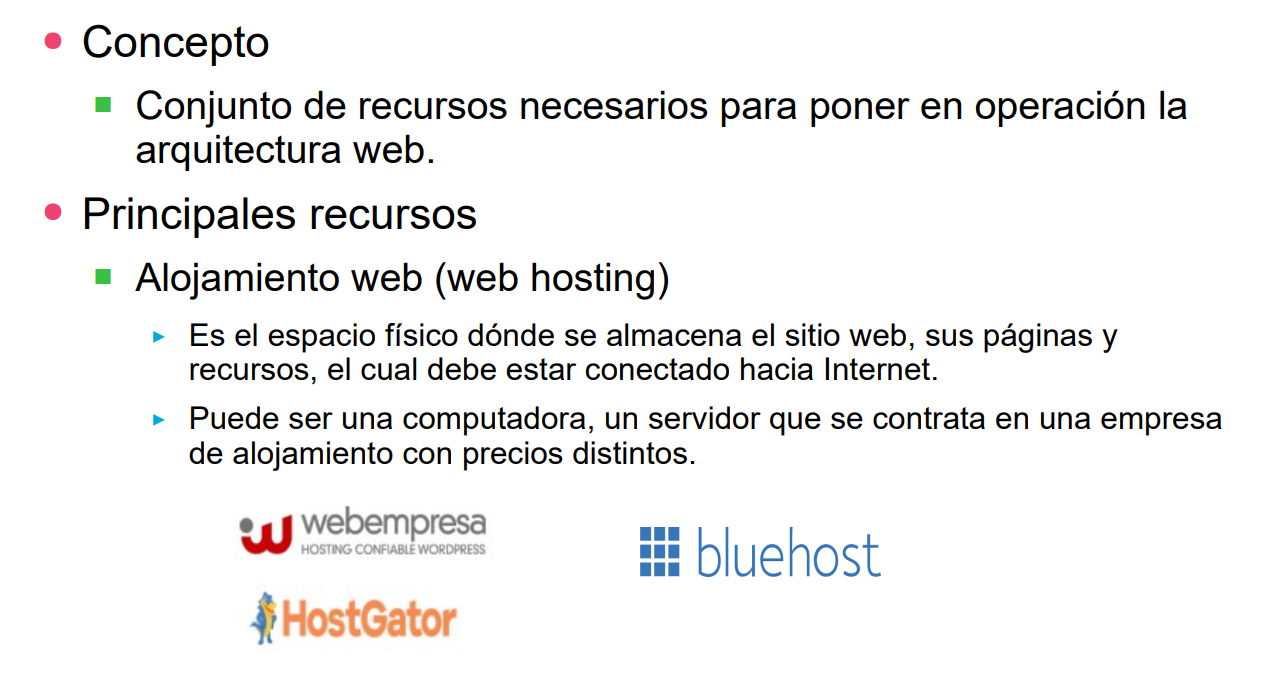 Concepto
Conjunto de recursos necesarios para poner en operación la
arquitectura web.
Principales recursos
Alojamiento web (web hosting)
Es el espacio físico dónde se almacena el sitio web, sus páginas y
recursos, el cual debe estar conectado hacia Internet.
Puede ser una computadora, un servidor que se contrata en una empresa
de alojamiento con precios distintos.
webempresa
HOSTING CONFIABLE WORDPRESS
bluehost
HostGator